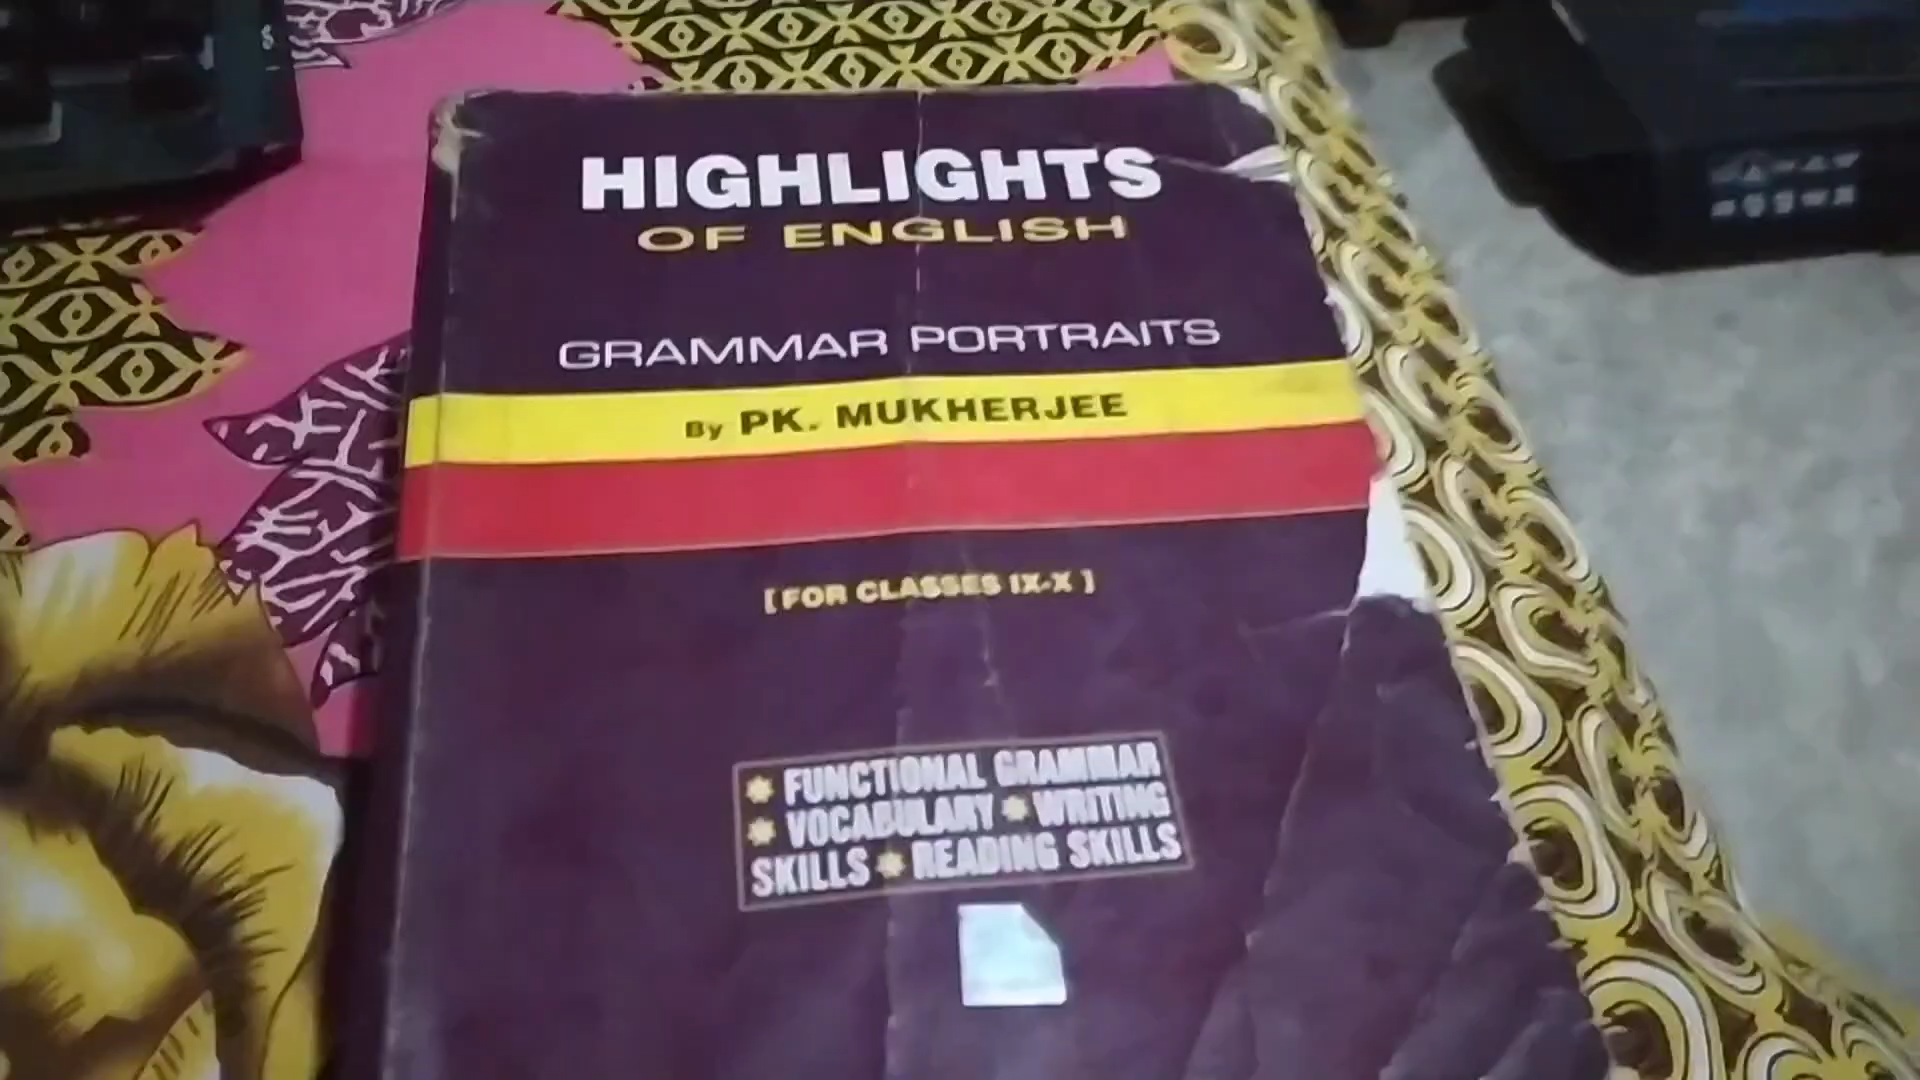 HIGHLIGHTS
OF ENGLISH
GRAMMAR PORTRAITS
By PK. MUKHERJEE
[FOR CLASSES IX-X ]
* FUNCTIONAL GRAMMAR
* VOCABULARY * WRITING
SKILLS * READING SKILLS
$